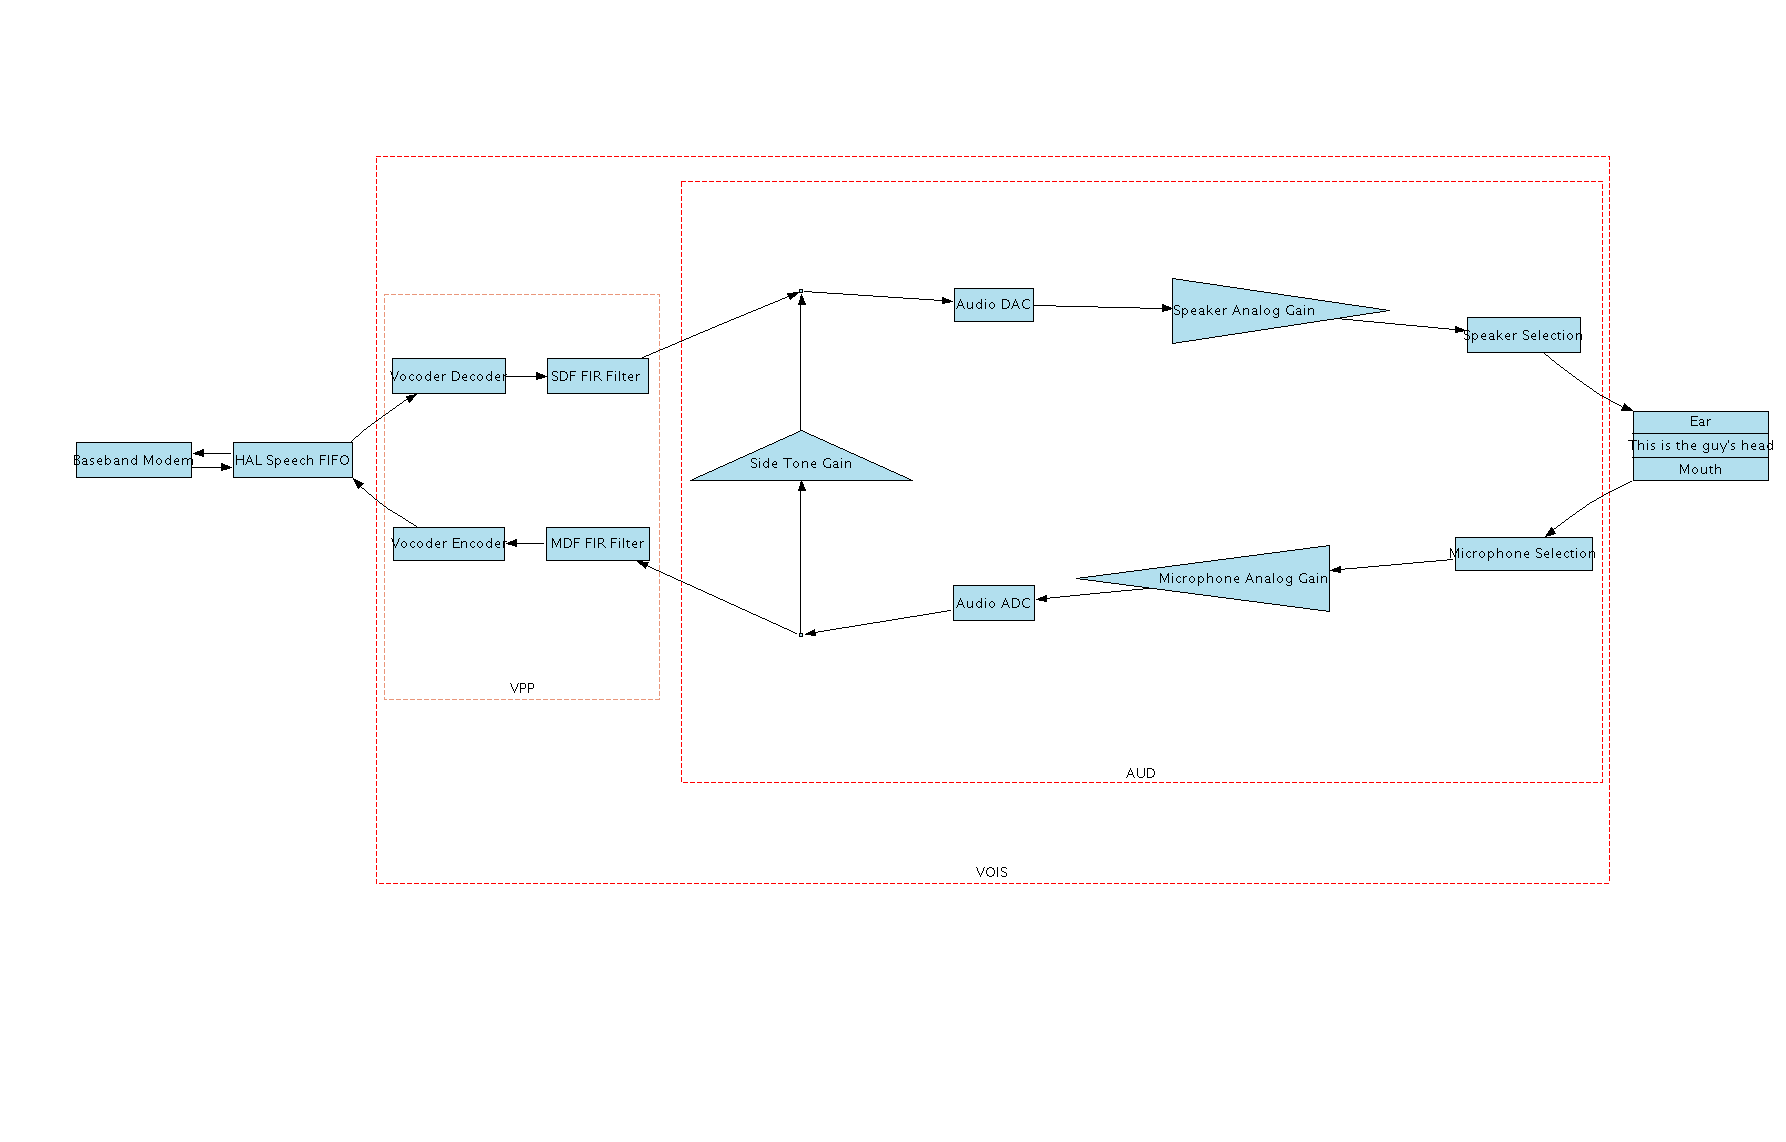 Audio DAC
Speaker Analog Gain
Speaker Selection
Vocoder Decoder
SDF FIR Filter
Ear
This is the guy's head
Mouth
Baseband Modem
HAL Speech FIFO
Side Tone Gain
Vocoder Encoder
MDF FIR Filter
Microphone Selection
Microphone Analog Gain
Audio ADC
VPP
AUD
VOIS